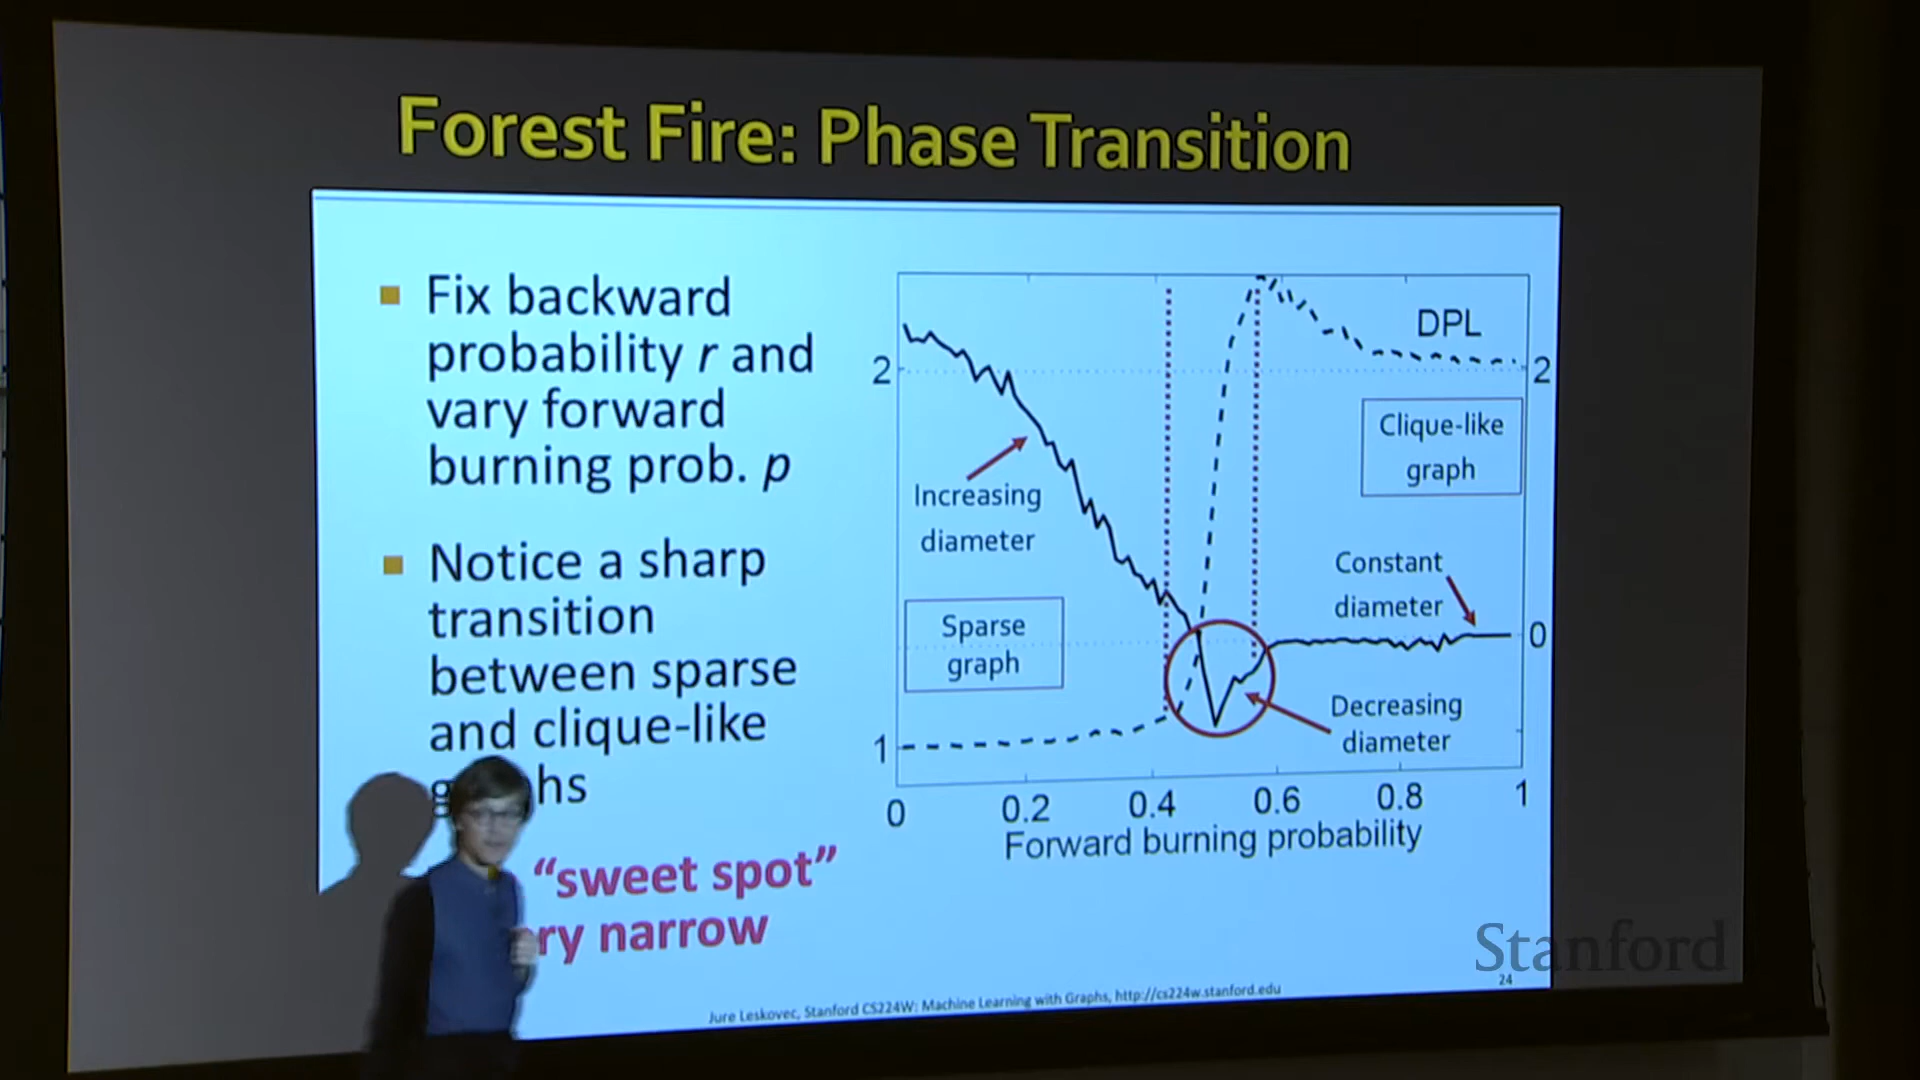 Forest Fire: Phase Transition
Fix backward
probability r and
vary forward
burning prob. p
Notice a sharp
transition
between sparse
and clique-like
“sweet spot”
narrow
2
1
DPL
2
0
Clique-like
graph
Increasing
diameter
Constant
diameter
Sparse
graph
Decreasing
diameter
0 0.2 0.4 0.6 0.8 1
Forward burning probability
Stanford
24
Jure Leskovec, Stanford CS224W: Machine Learning with Graphs, http://cs224w.stanford.edu